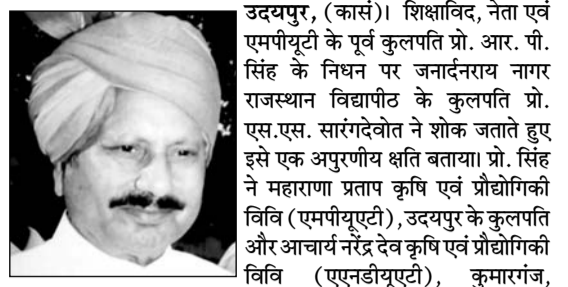 उदयपुर, (कासं)। शिक्षाविद, नेता एवं
एमपीयूटी के पूर्व कुलपति प्रो. आर. पी.
सिंह के निधन पर जनार्दनराय नागर
राजस्थान विद्यापीठ के कुलपति प्रो.
एस.एस. सारंगदेवोत ने शोक जताते हुए
इसे एक अपुरणीय क्षति बताया। प्रो. सिंह
ने महाराणा प्रताप कृषि एवं प्रौद्योगिकी
विवि (एमपीयूएटी), उदयपुर के कुलपति
और आचार्य नरेंद्र देव कृषि एवं प्रौद्योगिकी
विवि (एएनडीयूएटी), कुमारगंज,